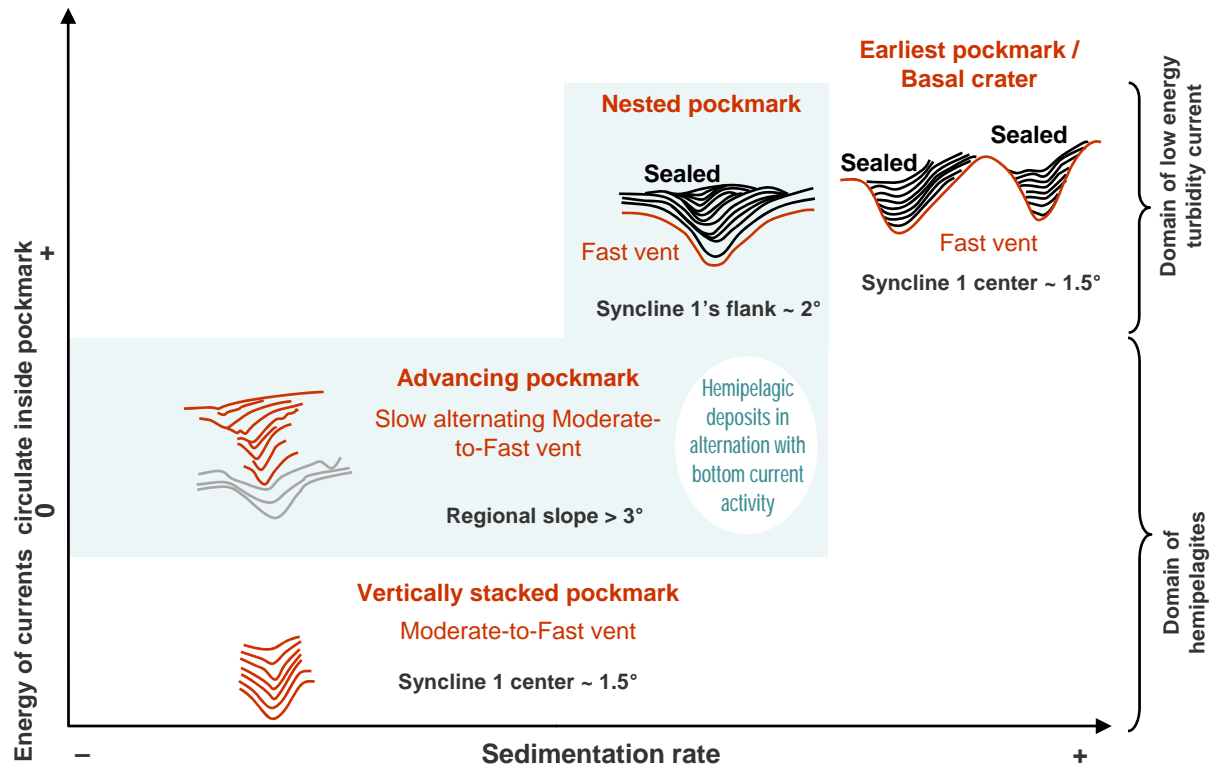 Earliest pockmark /
Basal crater
Nested pockmark
Sealed
Sealed
Sealed
Fast vent
Fast vent
Syncline 1 center ~ 1.5°
Syncline 1’s flank ~ 2°
Advancing pockmark
Slow alternating Moderate-
to-Fast vent
Regional slope > 3°
Hemipelagic
deposits in
alternation with
bottom current
activity
Vertically stacked pockmark
Moderate-to-Fast vent
Syncline 1 center ~ 1.5°
Energy of currents circulate inside pockmark
+
0
–
Sedimentation rate
+
Domain of low energy
turbidity current
Domain of
hemipelagites